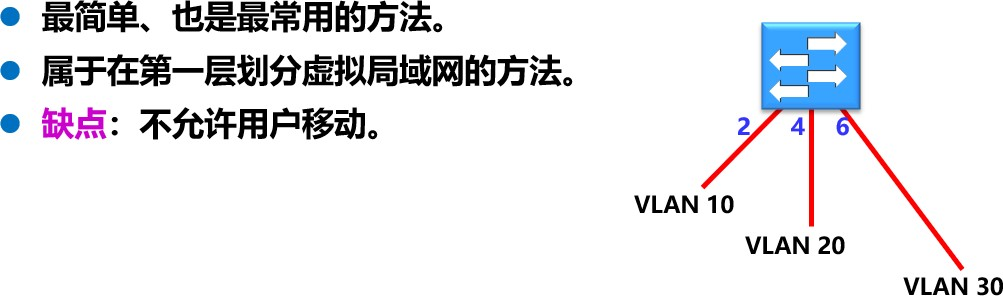 最简单、也是最常用的方法。
属于在第一层划分虚拟局域网的方法。
缺点：不允许用户移动。
2 4 6
VLAN 10
VLAN 20
VLAN 30